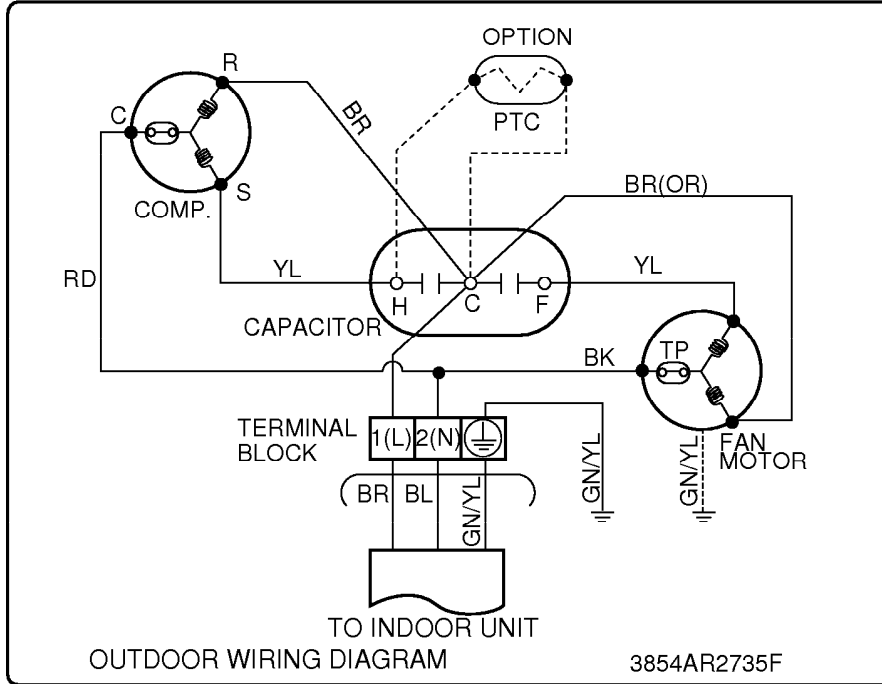 OPTION
R
PTC
C
BR
S
BR(OR)
COMP.
RD
YL
YL
H
C
F
CAPACITOR
BK
TP
TERMINAL
BLOCK
1(L)
2(N)
FAN
MOTOR
BR
BL
GN/YL
GN/YL
GN/YL
TO INDOOR UNIT
OUTDOOR WIRING DIAGRAM
3854AR2735F